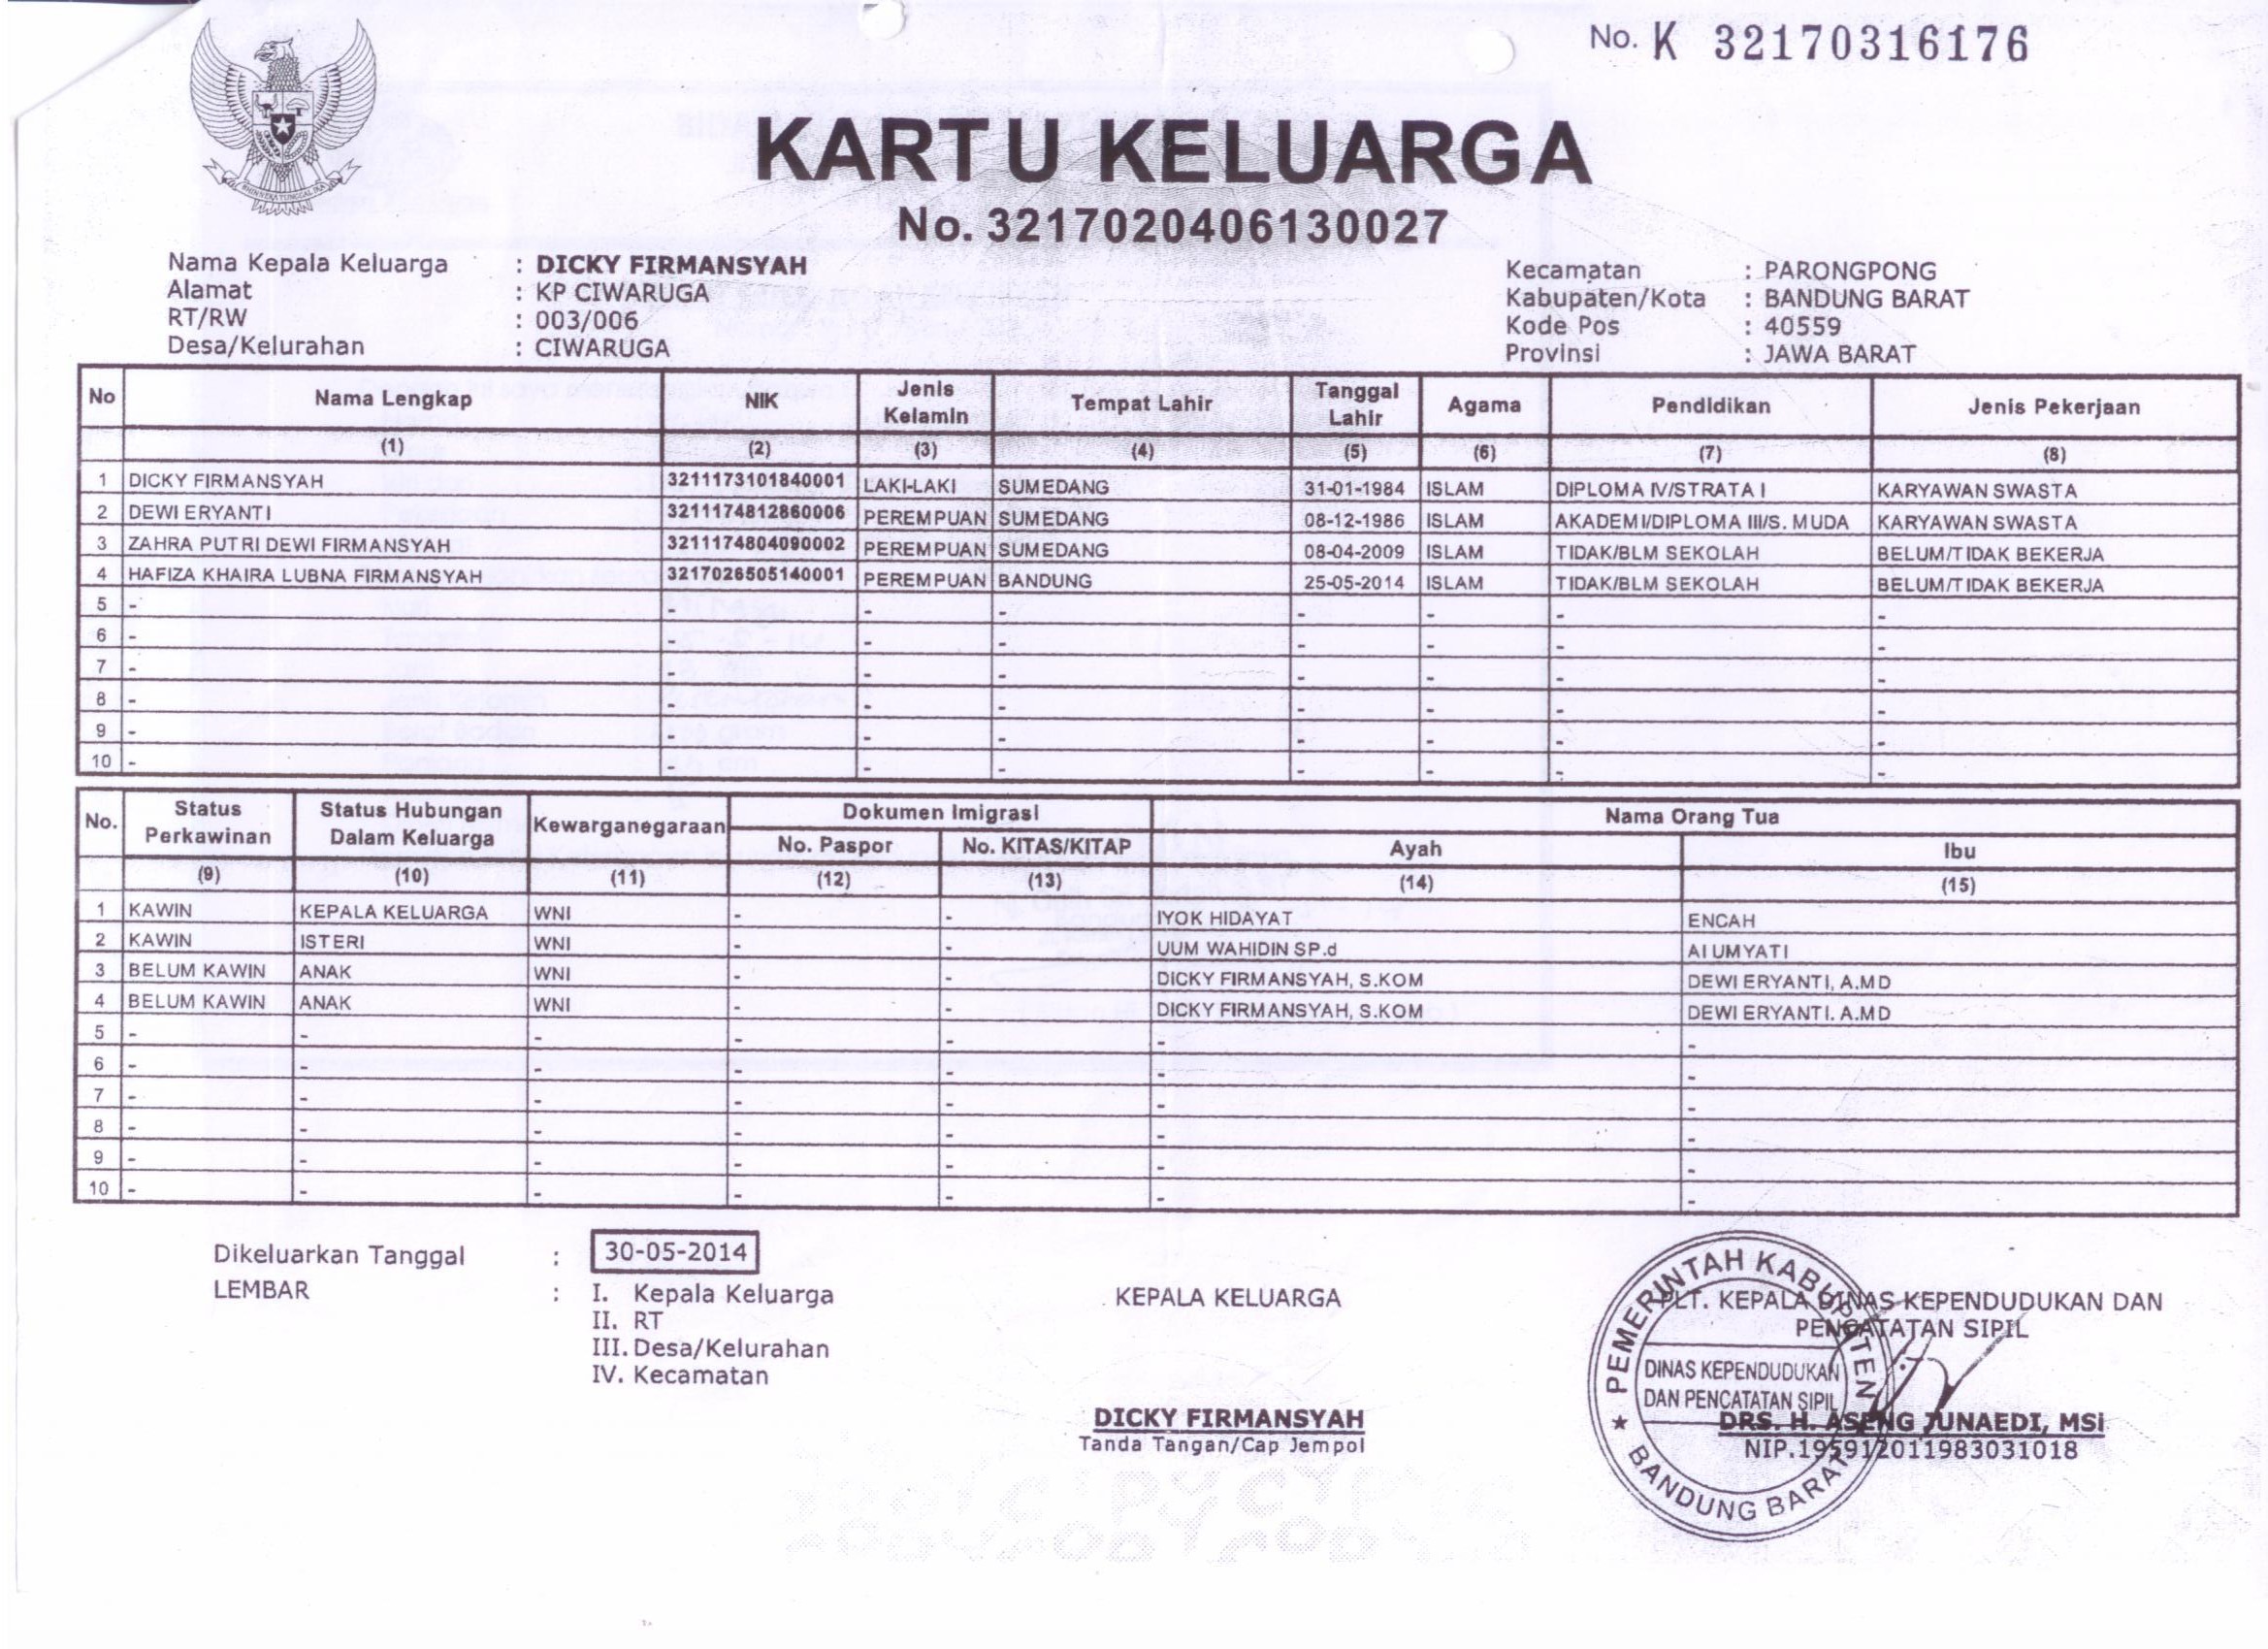 No. K 32170316176
BHINNEKA TUNGGAL IKA
KARTU KELUARGA
No. 3217020406130027
Nama Kepala Keluarga : DICKY FIRMANSYAH
Alamat : KP CIWARUGA
RT/RW : 003/006
Desa/Kelurahan : CIWARUGA
Kecamatan : PARONGPONG
Kabupaten/Kota : BANDUNG BARAT
Kode Pos : 40559
Provinsi : JAWA BARAT
No Nama Lengkap NIK Jenis Kelamin Tempat Lahir Tanggal Lahir Agama Pendidikan Jenis Pekerjaan
(1) (2) (3) (4) (5) (6) (7) (8)
1 DICKY FIRMANSYAH 3211173101840001 LAKI-LAKI SUMEDANG 31-01-1984 ISLAM DIPLOMA IV/STRATA I KARYAWAN SWASTA
2 DEWI ERYANTI 3211174812860006 PEREMPUAN SUMEDANG 08-12-1986 ISLAM AKADEMI/DIPLOMA III/S. MUDA KARYAWAN SWASTA
3 ZAHRA PUTRI DEWI FIRMANSYAH 3211174804090002 PEREMPUAN SUMEDANG 08-04-2009 ISLAM TIDAK/BLM SEKOLAH BELUM/TIDAK BEKERJA
4 HAFIZA KHAIRA LUBNA FIRMANSYAH 3217026505140001 PEREMPUAN BANDUNG 25-05-2014 ISLAM TIDAK/BLM SEKOLAH BELUM/TIDAK BEKERJA
5 - - - - - - - -
6 - - - - - - - -
7 - - - - - - - -
8 - - - - - - - -
9 - - - - - - - -
10 - - - - - - - -
No. Status Perkawinan Status Hubungan Dalam Keluarga Kewarganegaraan Dokumen Imigrasi Nama Orang Tua
No. Paspor No. KITAS/KITAP Ayah Ibu
(9) (10) (11) (12) (13) (14) (15)
1 KAWIN KEPALA KELUARGA WNI - - IYOK HIDAYAT ENCAH
2 KAWIN ISTERI WNI - - UUM WAHIDIN SP.d AI UMYATI
3 BELUM KAWIN ANAK WNI - - DICKY FIRMANSYAH, S.KOM DEWI ERYANTI, A.MD
4 BELUM KAWIN ANAK WNI - - DICKY FIRMANSYAH, S.KOM DEWI ERYANTI. A.MD
5 - - - - - - -
6 - - - - - - -
7 - - - - - - -
8 - - - - - - -
9 - - - - - - -
10 - - - - - - -
Dikeluarkan Tanggal : 30-05-2014
LEMBAR : I. Kepala Keluarga
II. RT
III. Desa/Kelurahan
IV. Kecamatan
KEPALA KELUARGA
DICKY FIRMANSYAH
Tanda Tangan/Cap Jempol
PLT. KEPALA DINAS KEPENDUDUKAN DAN
PENCATATAN SIPIL
PEMERINTAH KABUPATEN
DINAS KEPENDUDUKAN
DAN PENCATATAN SIPIL
★ BANDUNG BARAT
DRS. H. ASENG JUNAEDI, MSi
NIP.195912011983031018